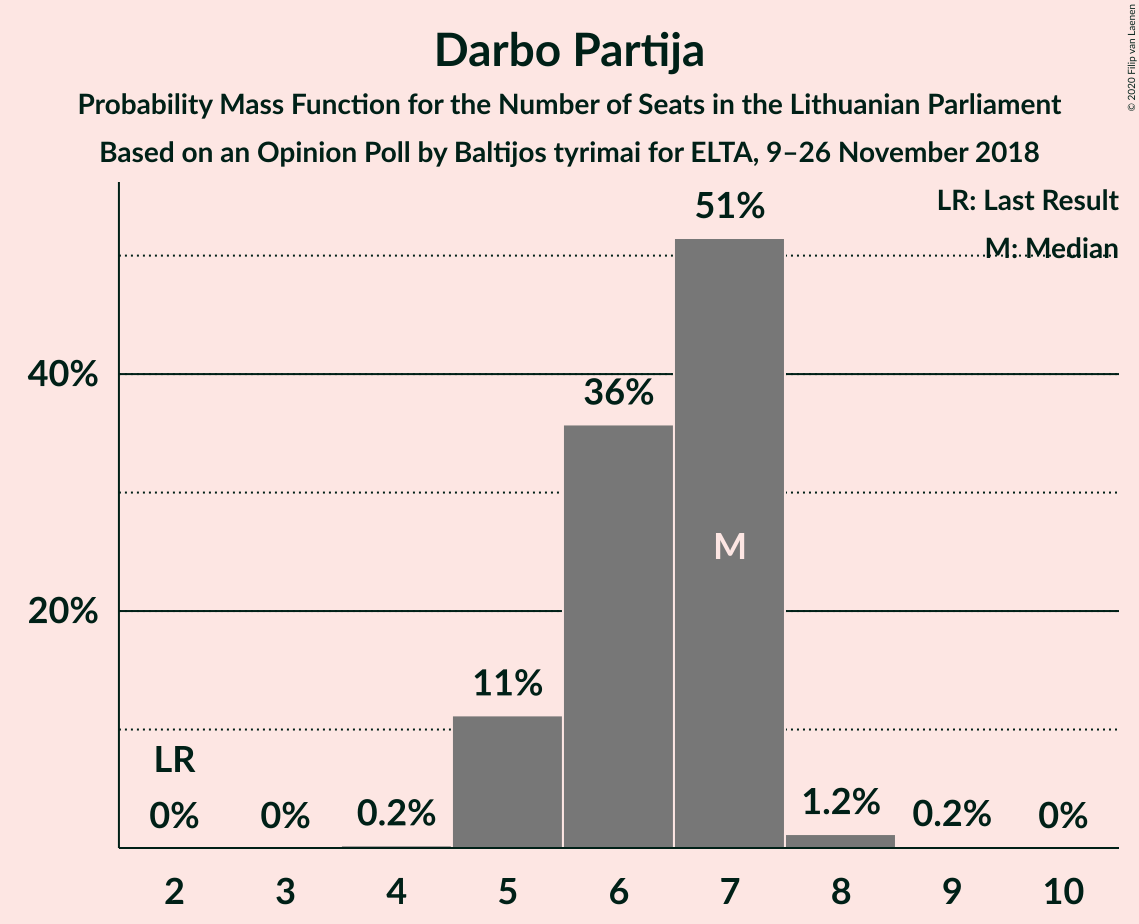 Darbo Partija
Probability Mass Function for the Number of Seats in the Lithuanian Parliament
Based on an Opinion Poll by Baltijos tyrimai for ELTA, 9–26 November 2018
© 2020 Filip van Laenen
LR: Last Result
M: Median
51%
40%
36%
M
20%
11%
LR
0% 0% 0.2% 1.2% 0.2% 0%
2 3 4 5 6 7 8 9 10